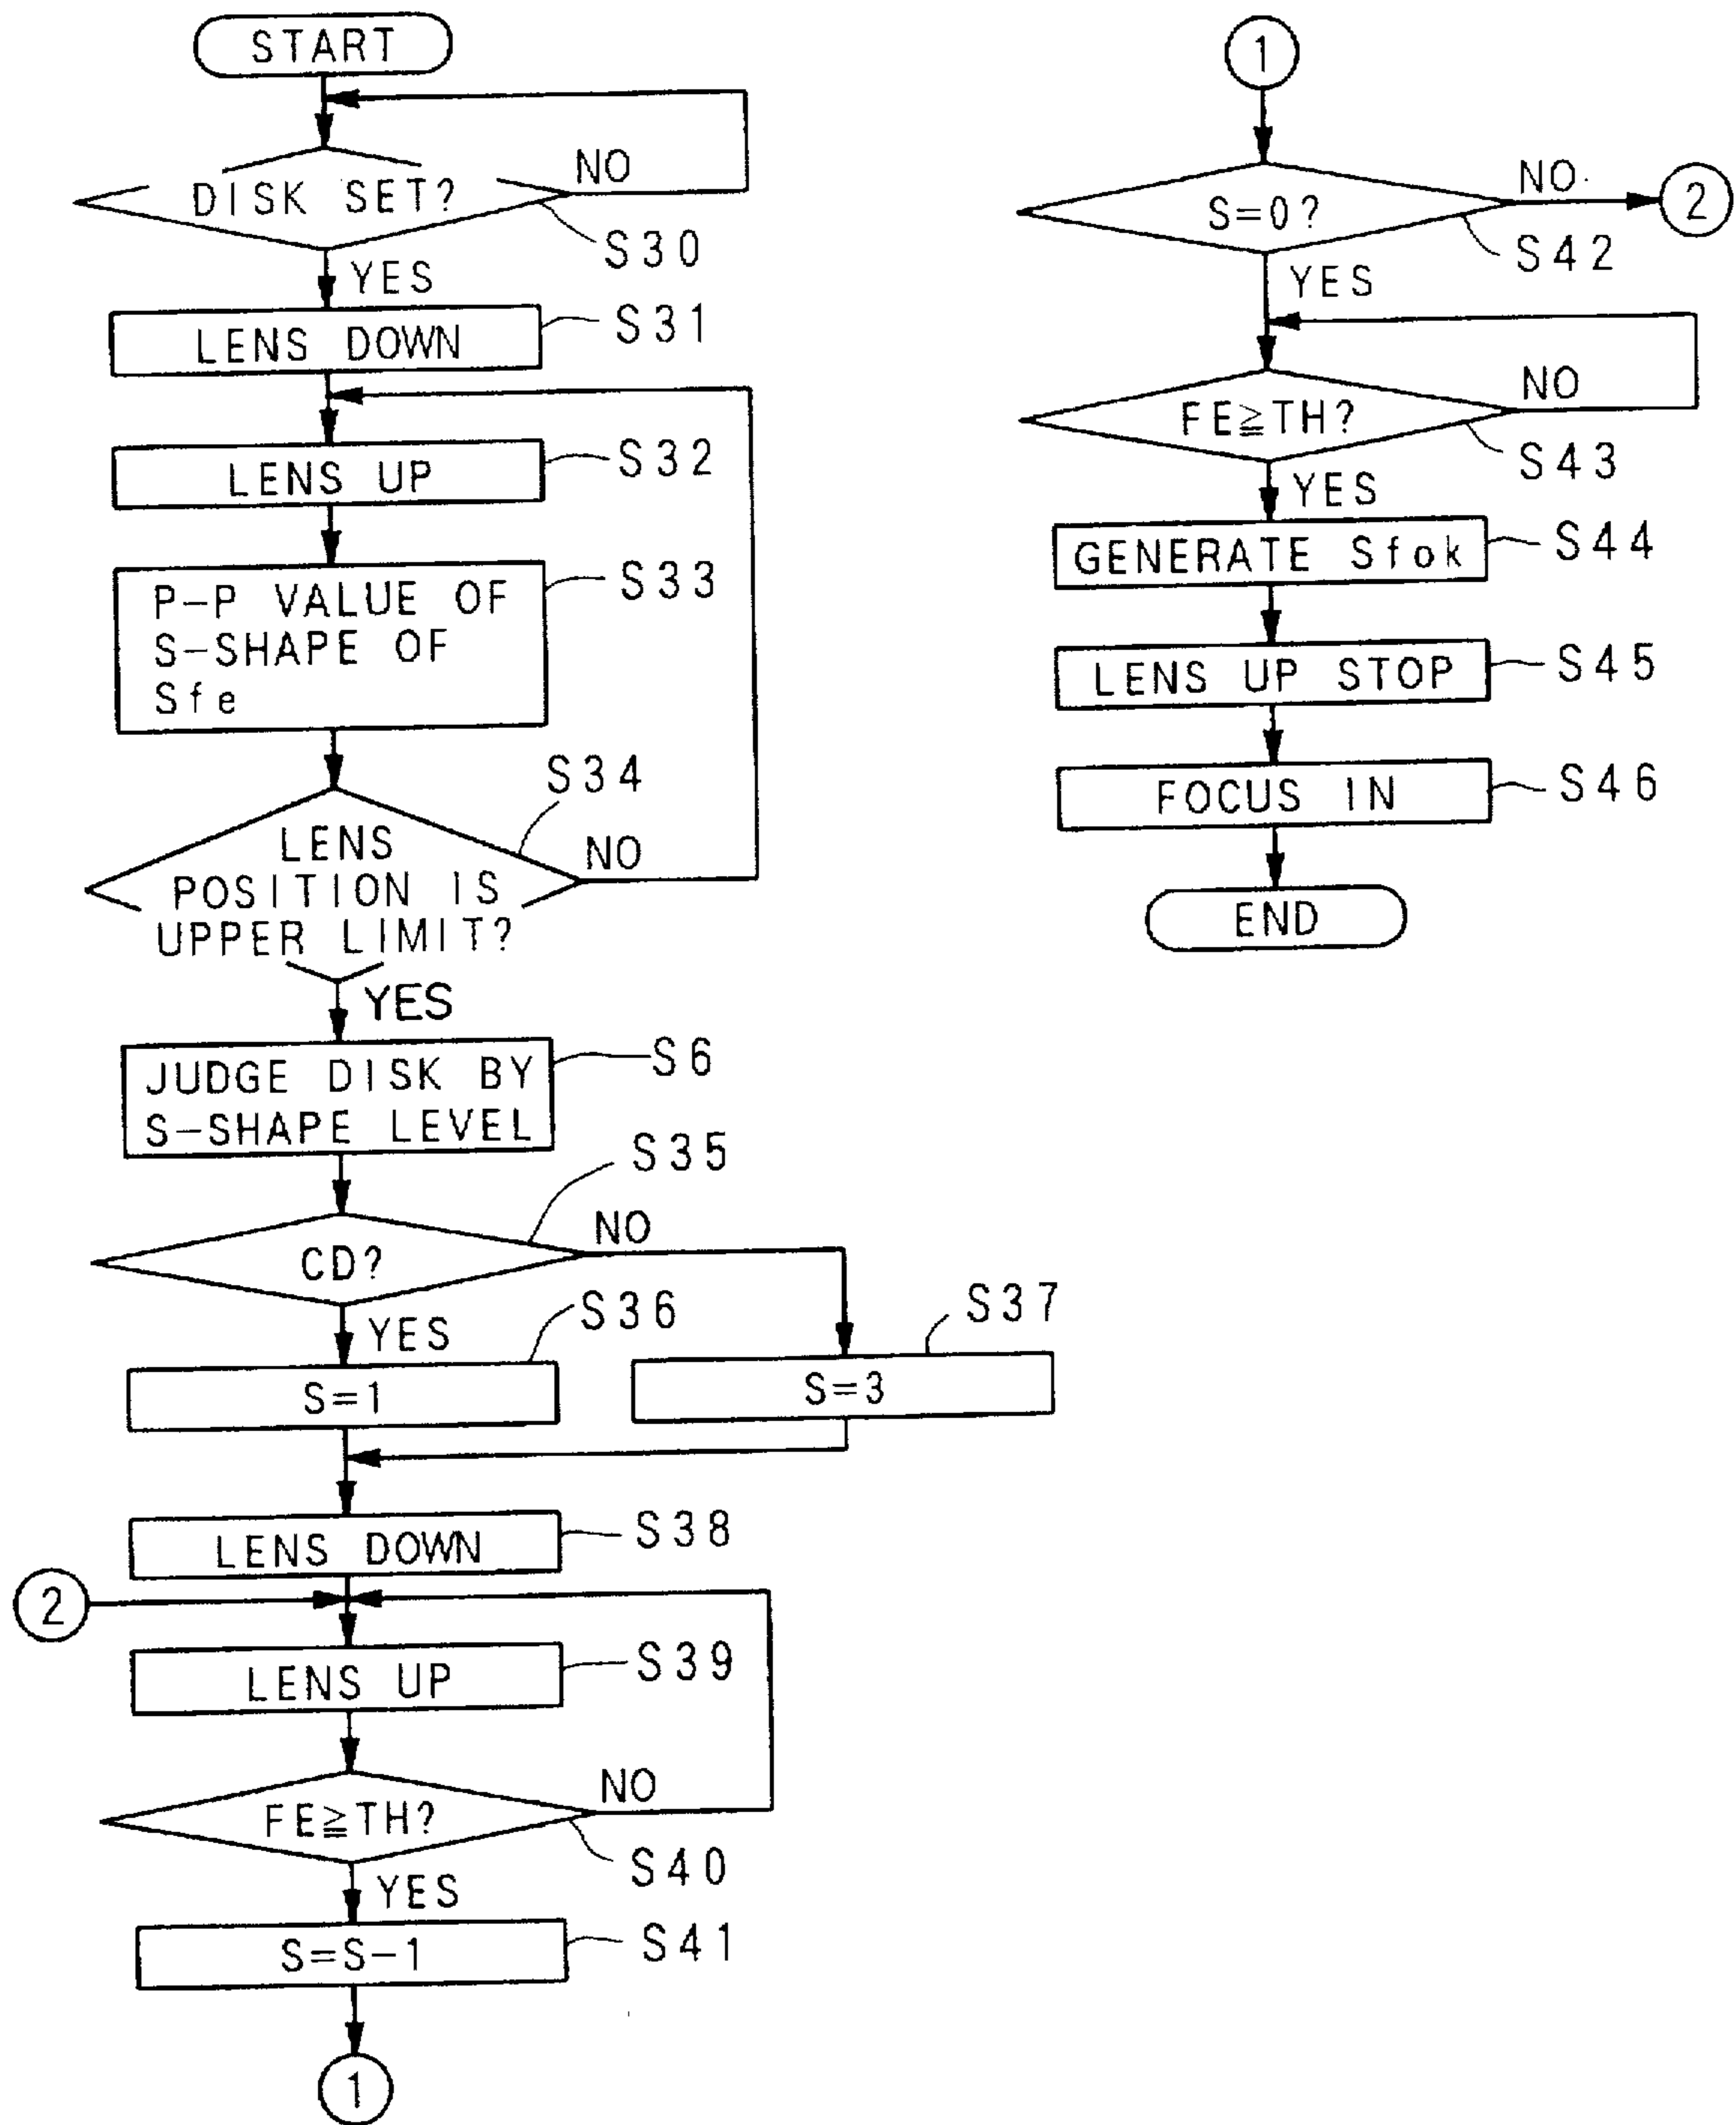 START
DISK SET?
NO
S30
YES
LENS DOWN
S31
LENS UP
S32
P-P VALUE OF
S-SHAPE OF
Sfe
S33
S34
LENS
POSITION IS
UPPER LIMIT?
NO
YES
JUDGE DISK BY
S-SHAPE LEVEL
S6
S35
CD?
NO
YES
S36
S=1
S37
S=3
LENS DOWN
S38
2
LENS UP
S39
FE≧TH?
NO
S40
YES
S=S-1
S41
1
1
S=0?
NO
2
S42
YES
FE≧TH?
NO
S43
YES
GENERATE Sfok
S44
LENS UP STOP
S45
FOCUS IN
S46
END